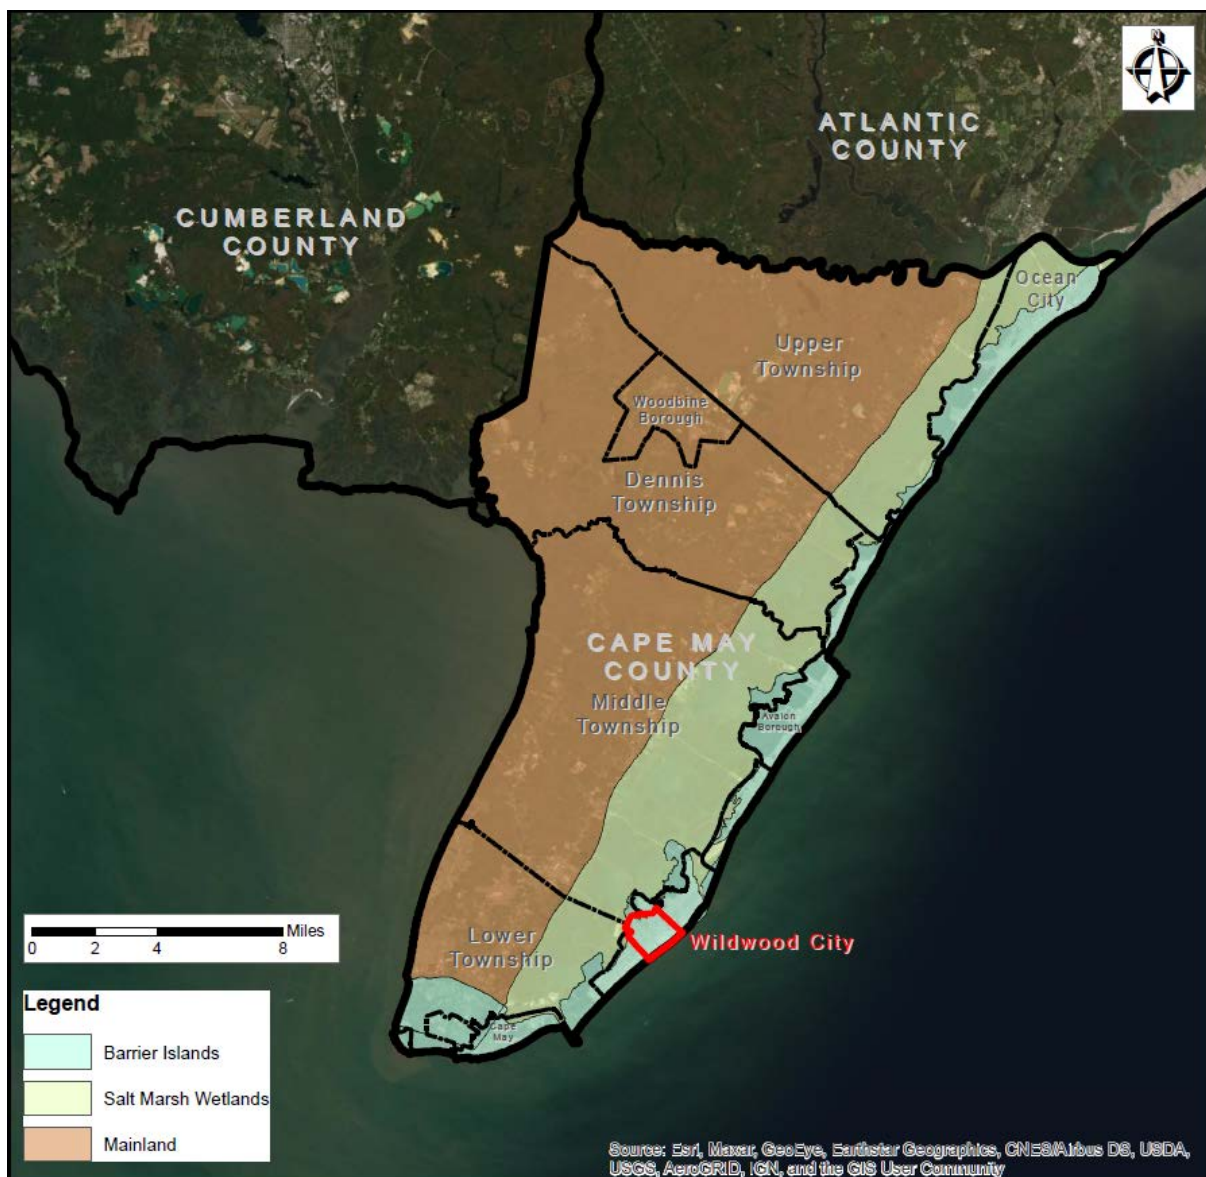 N
ATLANTIC
COUNTY
CUMBERLAND
COUNTY
Ocean
City
Upper
Township
Woodbine
Borough
Dennis
Township
CAPE MAY
COUNTY
Middle
Township
Avalon
Borough
Wildwood City
Lower
Township
Cape
May
Miles
0 2 4 8
Legend
Barrier Islands
Salt Marsh Wetlands
Mainland
Source: Esri, Maxar, GeoEye, Earthstar Geographics, CNES/Airbus DS, USDA,
USGS, AeroGRID, IGN, and the GIS User Community